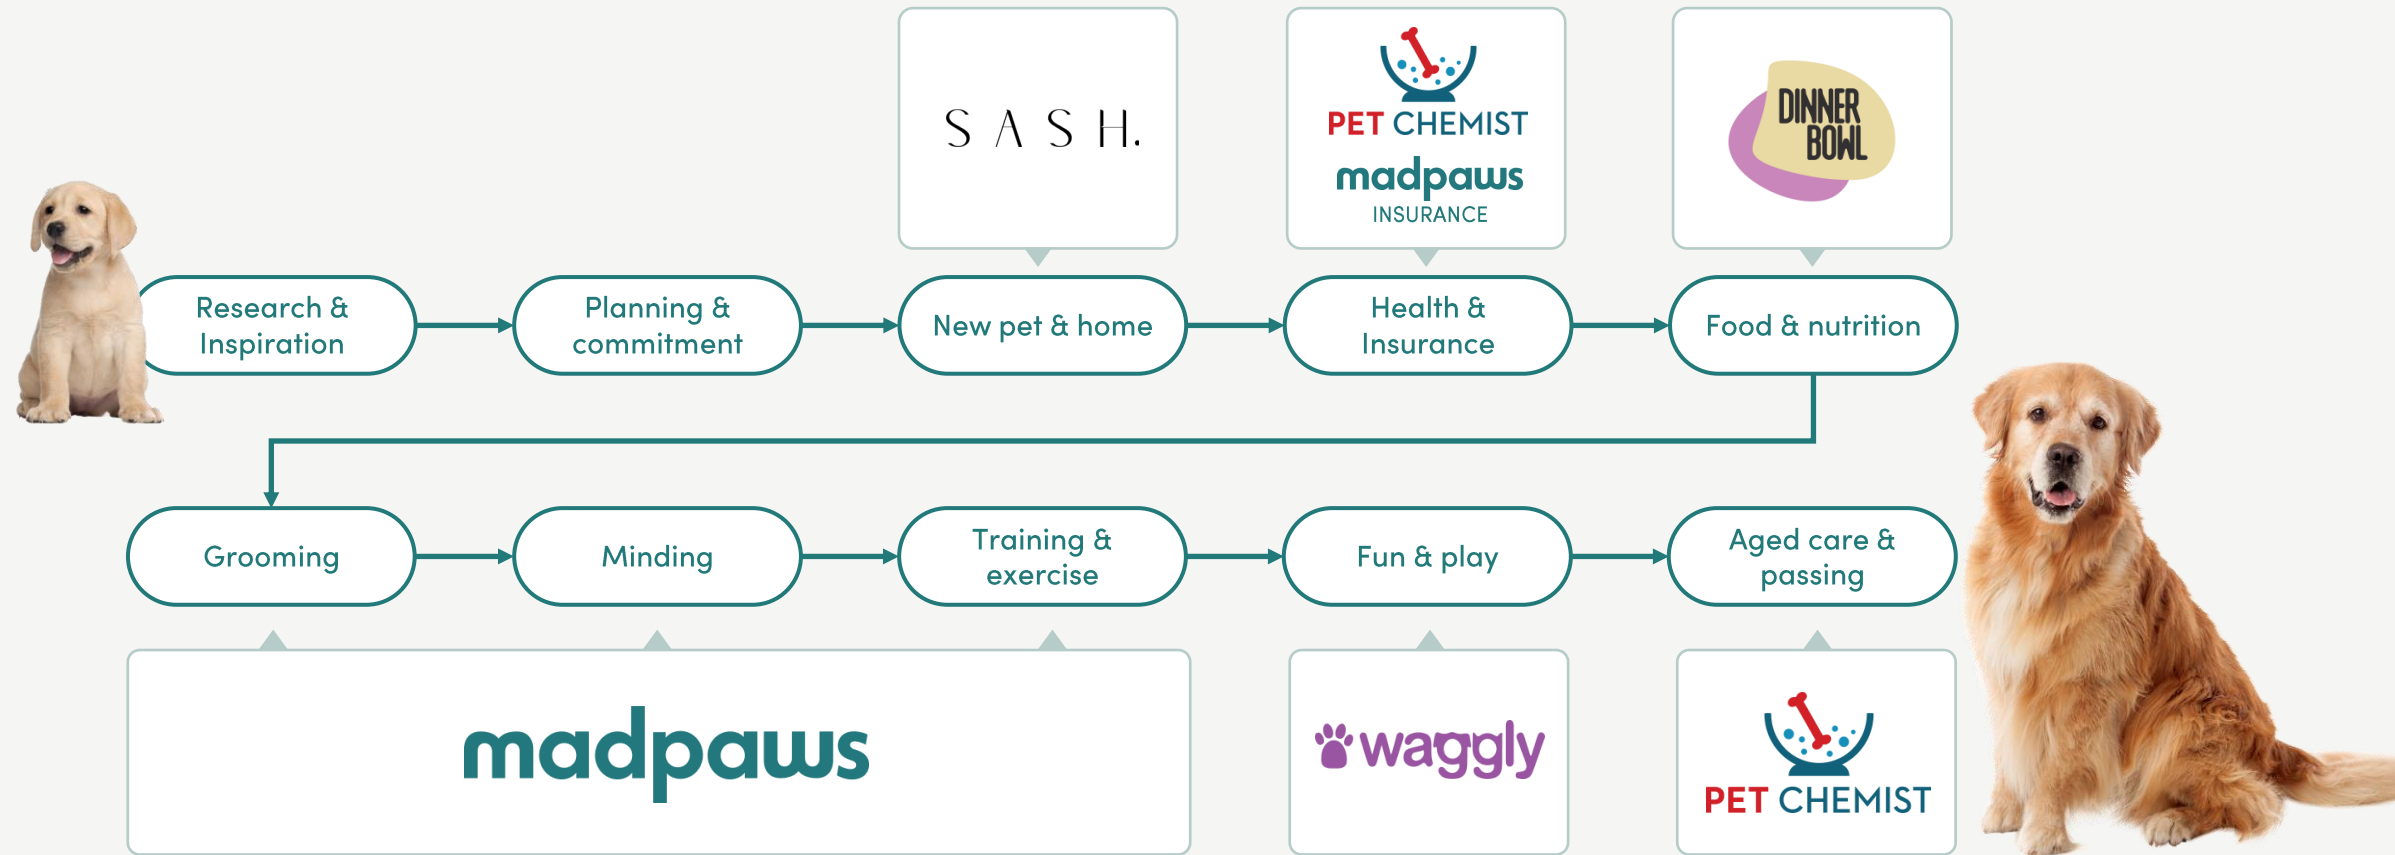 SASH.
PET CHEMIST
madpaws
INSURANCE
DINNER
BOWL
Research &
Inspiration
Planning &
commitment
New pet & home
Health &
Insurance
Food & nutrition
Grooming
Minding
Training &
exercise
Fun & play
Aged care &
passing
madpaws
waggly
PET CHEMIST